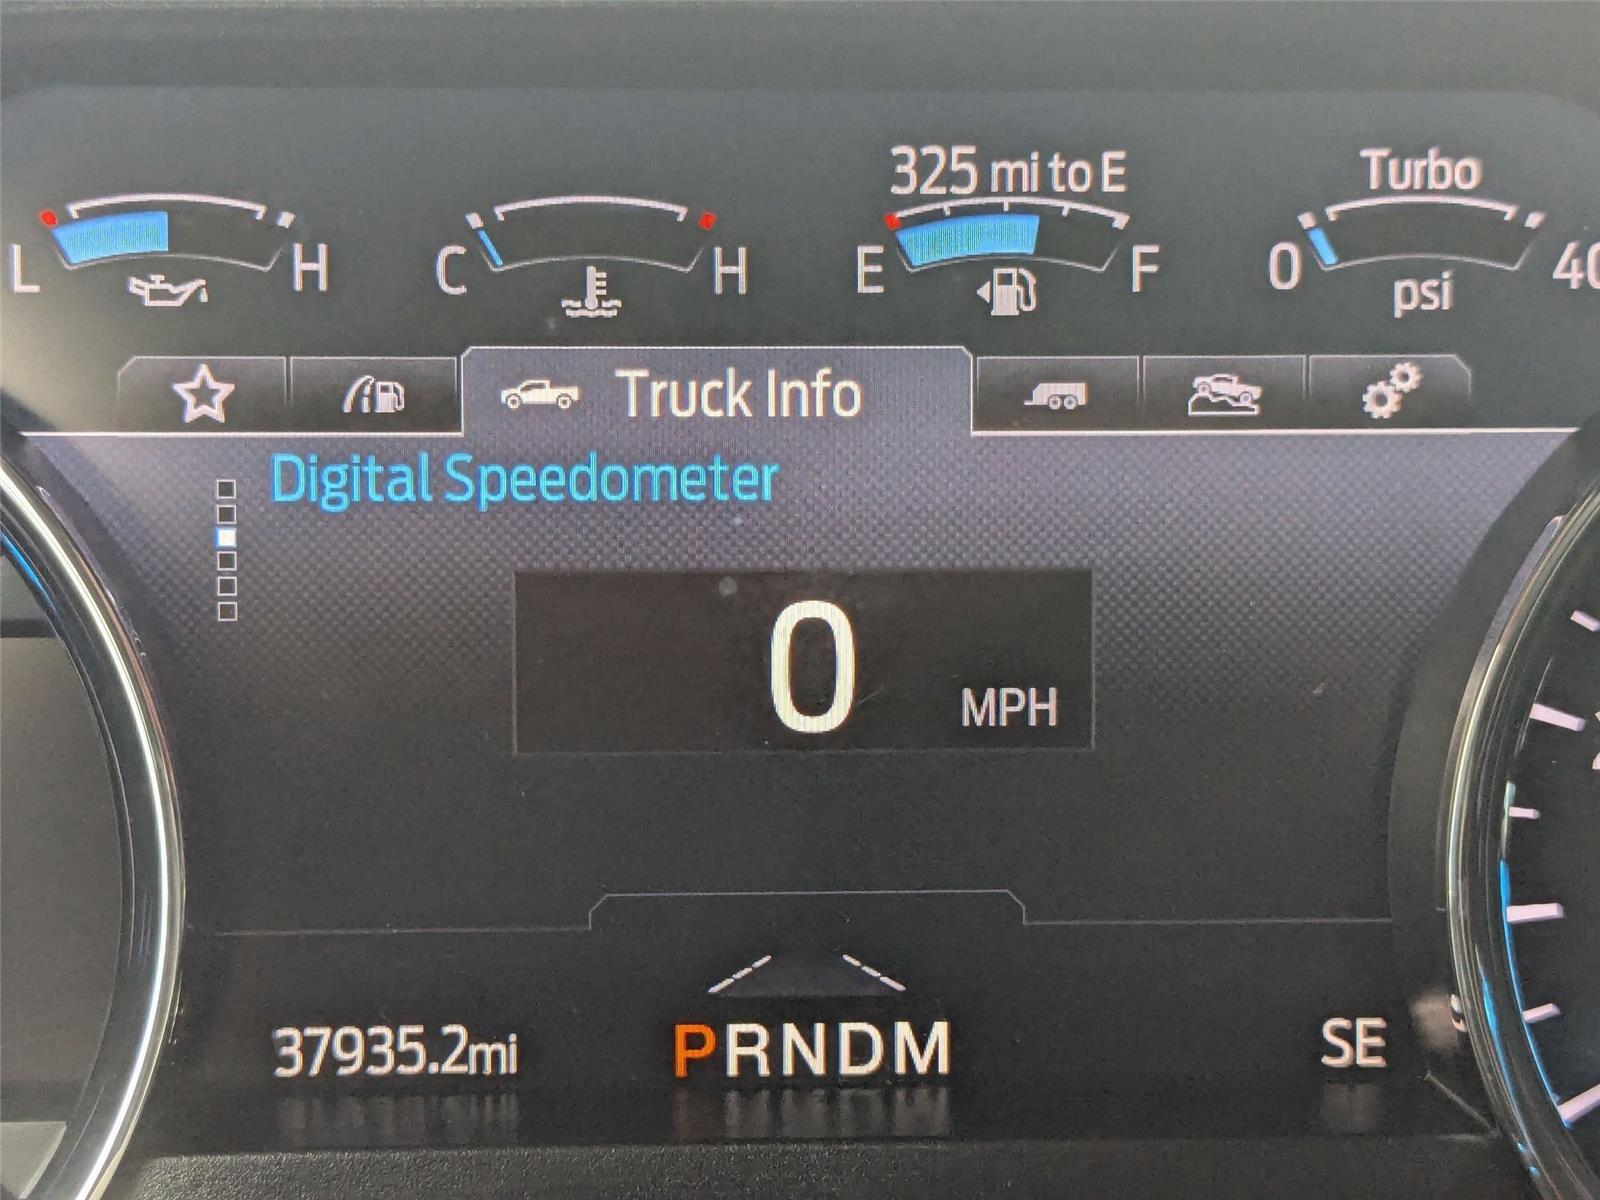 325 mi to E
Turbo
L H
C H
E F
0 40
psi
Truck Info
Digital Speedometer
0 MPH
37935.2mi
PRNDM
SE